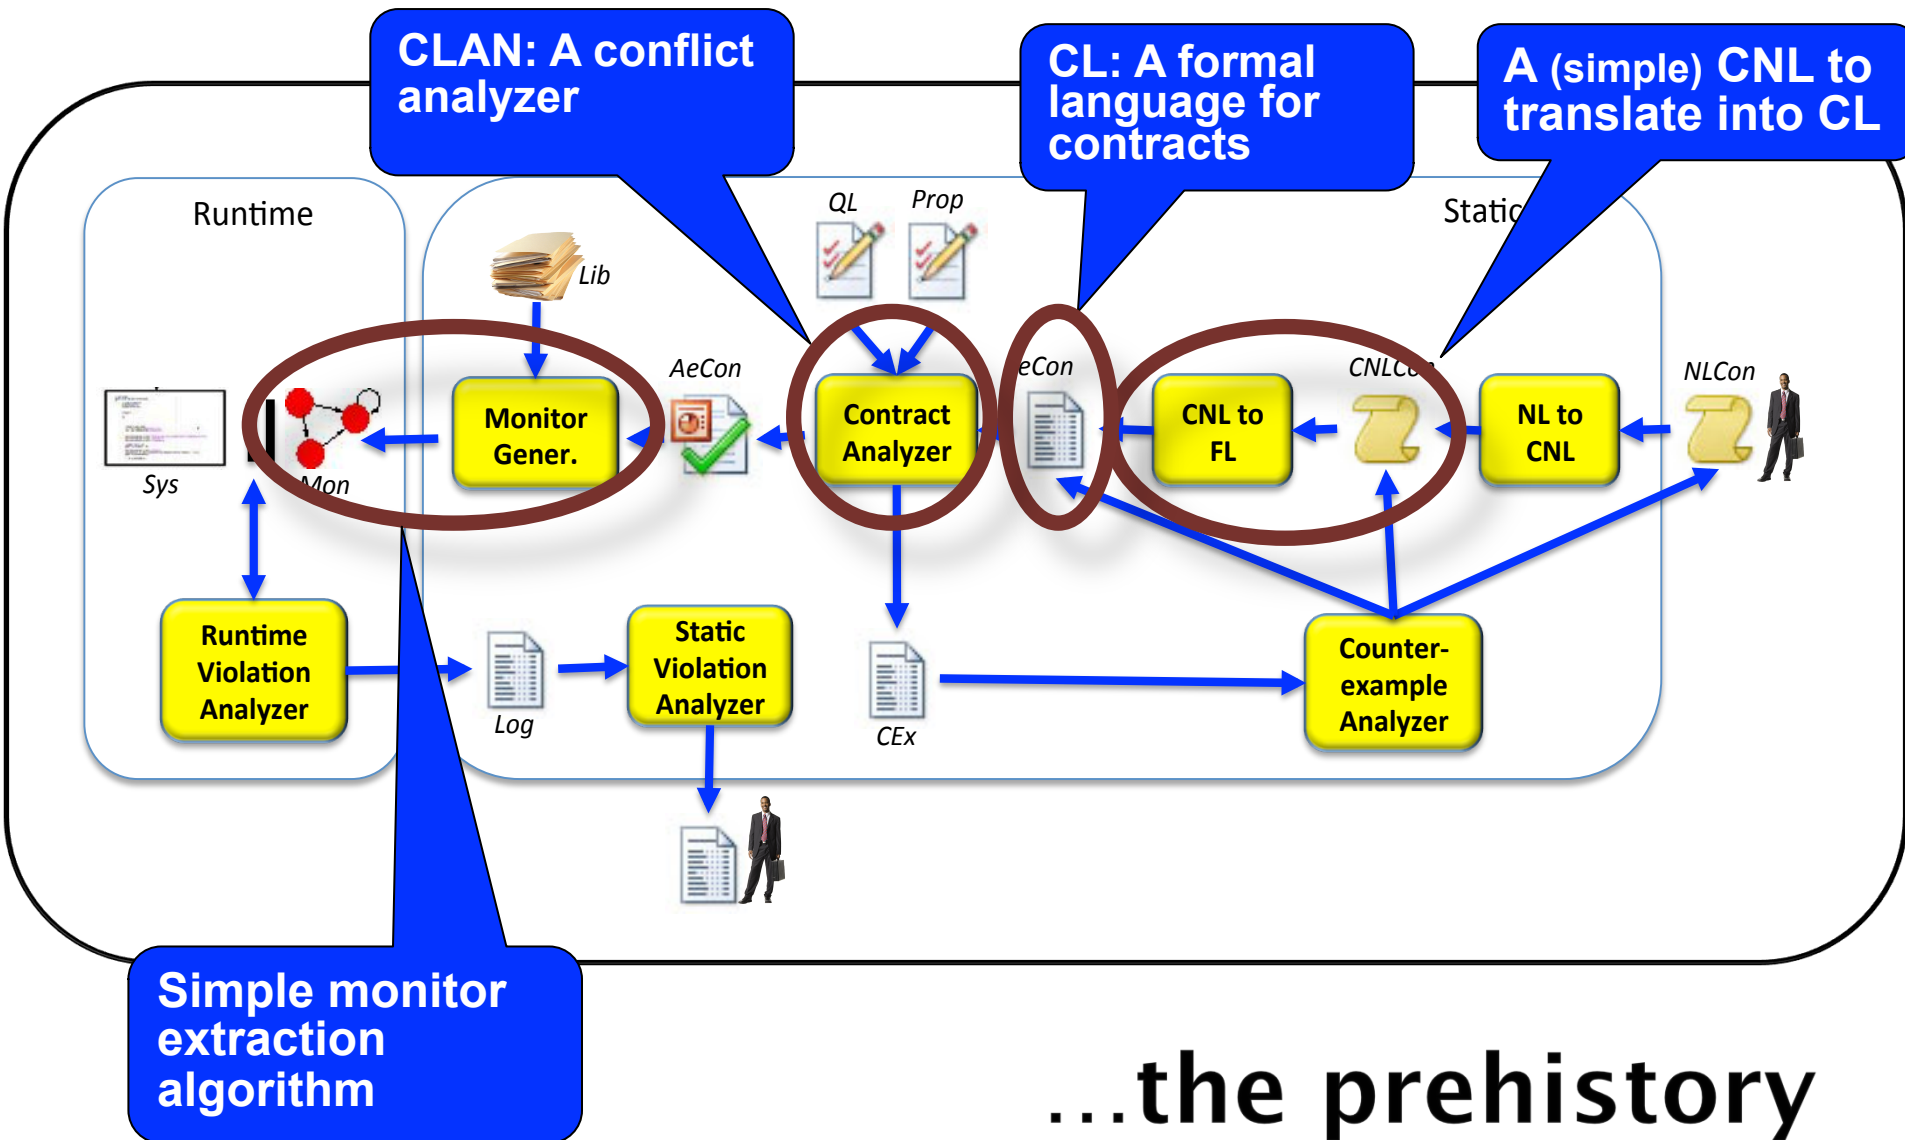 CLAN: A conflict
analyzer
CL: A formal
language for
contracts
A (simple) CNL to
translate into CL
Runtime
Static
QL
Prop
Lib
AeCon
eCon
CNLCon
NLCon
Monitor
Gener.
Contract
Analyzer
CNL to
FL
NL to
CNL
Sys
Mon
Runtime
Violation
Analyzer
Log
Static
Violation
Analyzer
CEx
Counter-
example
Analyzer
Simple monitor
extraction
algorithm
...the prehistory